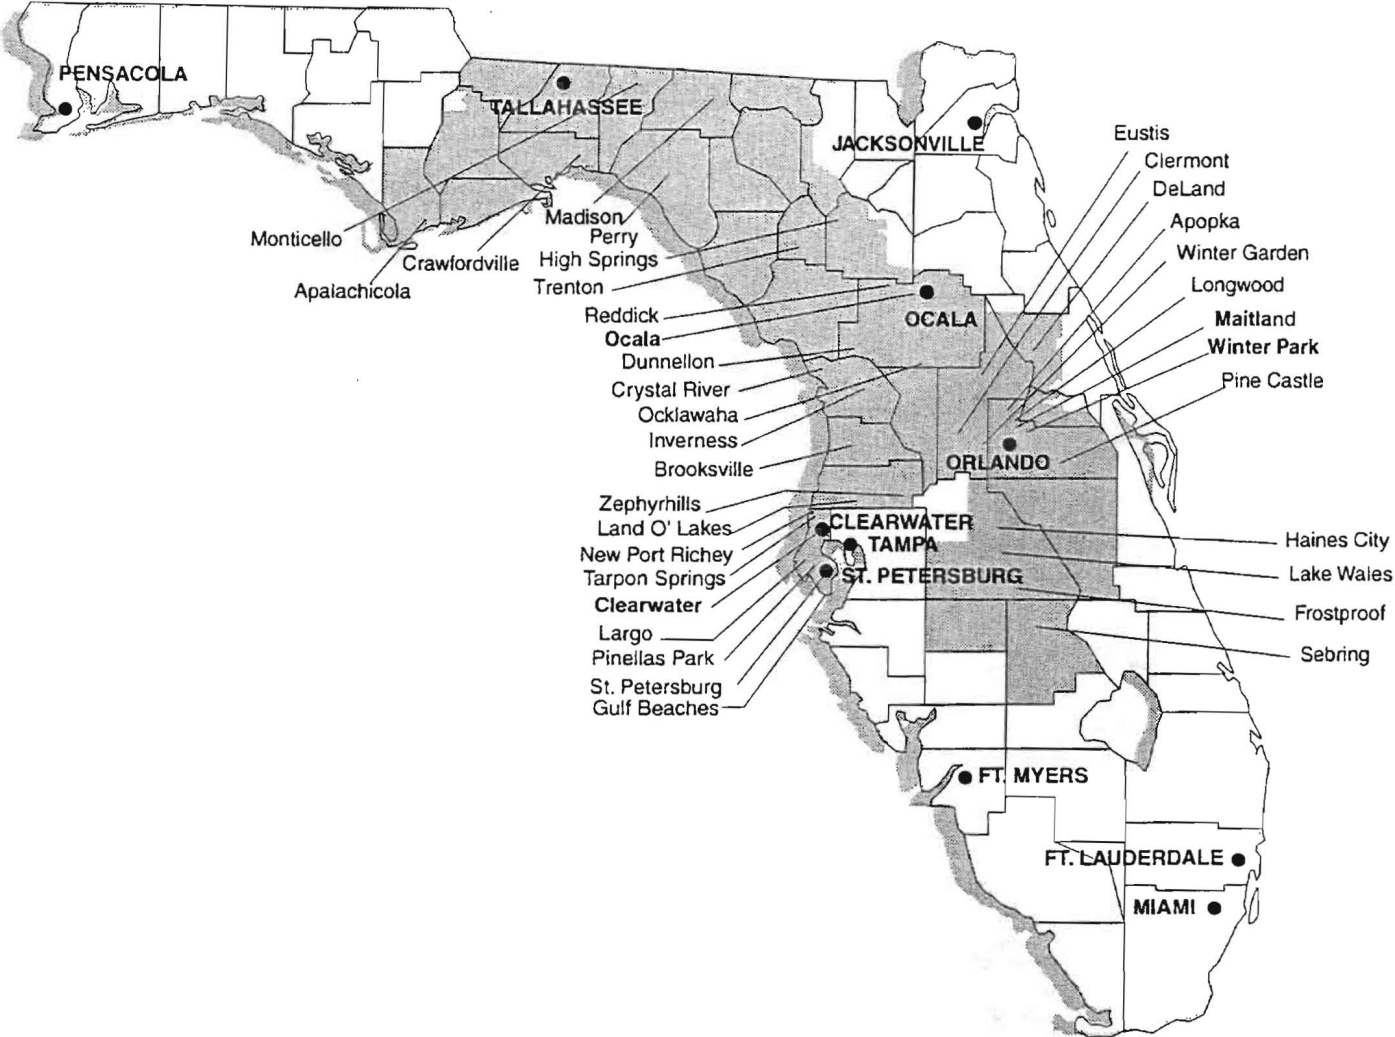 PENSACOLA
TALLAHASSEE
JACKSONVILLE
Eustis
Clermont
DeLand
Apopka
Winter Garden
Longwood
Maitland
Winter Park
Pine Castle
Monticello
Apalachicola
Crawfordville
Madison
Perry
High Springs
Trenton
Reddick
Ocala
OCALA
Dunnellon
Crystal River
Ocklawaha
Inverness
Brooksville
ORLANDO
Zephyrhills
Land O' Lakes
New Port Richey
Tarpon Springs
Clearwater
Largo
Pinellas Park
St. Petersburg
Gulf Beaches
CLEARWATER
TAMPA
ST. PETERSBURG
Haines City
Lake Wales
Frostproof
Sebring
FT. MYERS
FT. LAUDERDALE
MIAMI